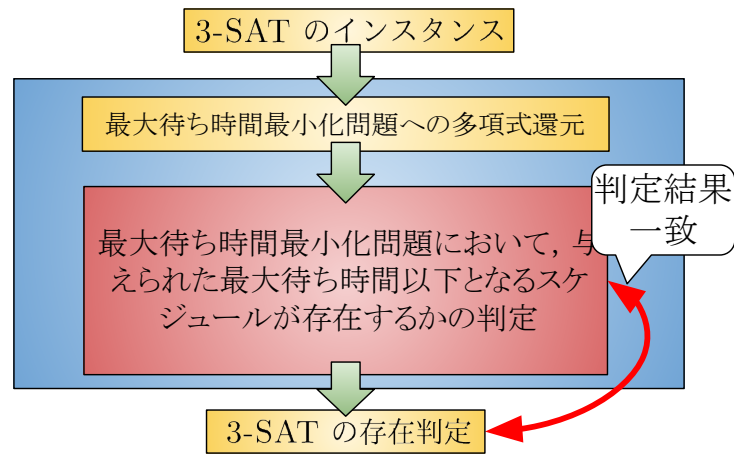 3-SAT のインスタンス
最大待ち時間最小化問題への多項式還元
判定結果
一致
最大待ち時間最小化問題において, 与
えられた最大待ち時間以下となるスケ
ジュールが存在するかの判定
3-SAT の存在判定